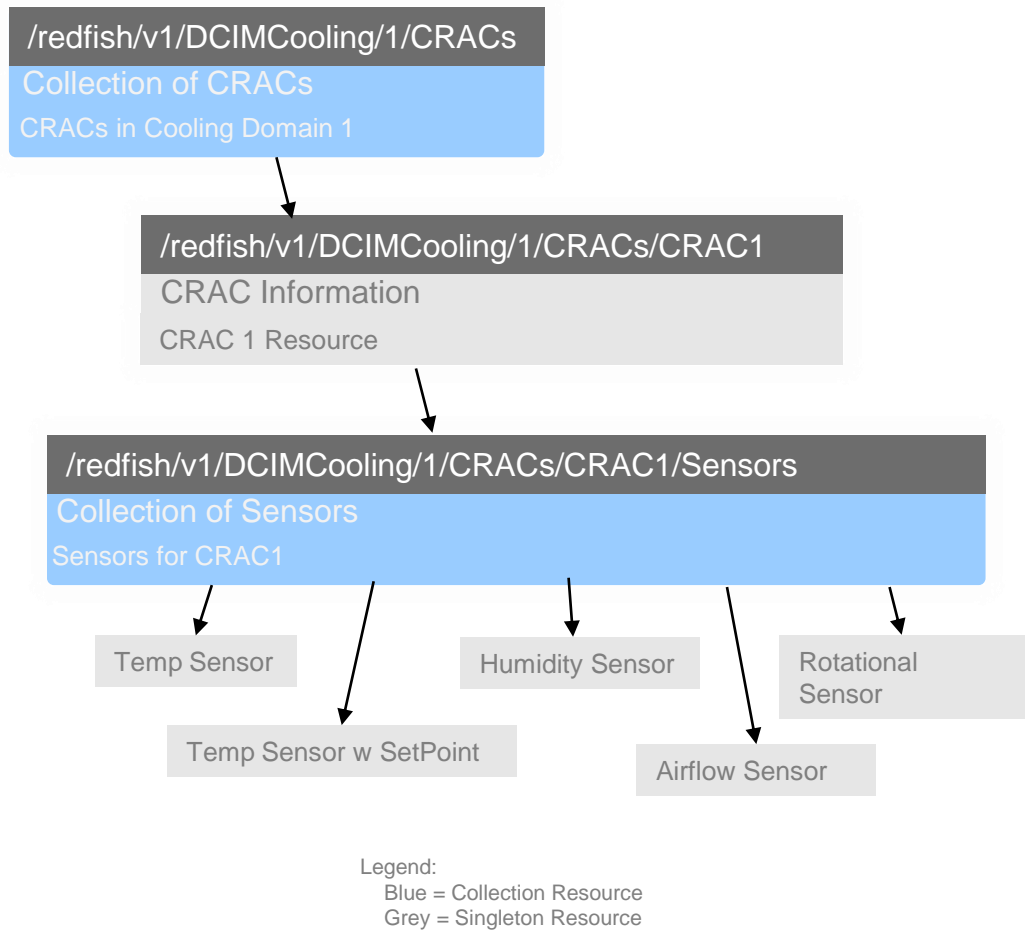 /redfish/v1/DCIMCooling/1/CRACs
Collection of CRACs
CRACs in Cooling Domain 1
/redfish/v1/DCIMCooling/1/CRACs/CRAC1
CRAC Information
CRAC 1 Resource
/redfish/v1/DCIMCooling/1/CRACs/CRAC1/Sensors
Collection of Sensors
Sensors for CRAC1
Temp Sensor
Humidity Sensor
Rotational
Sensor
Temp Sensor w SetPoint
Airflow Sensor
Legend:
Blue = Collection Resource
Grey = Singleton Resource